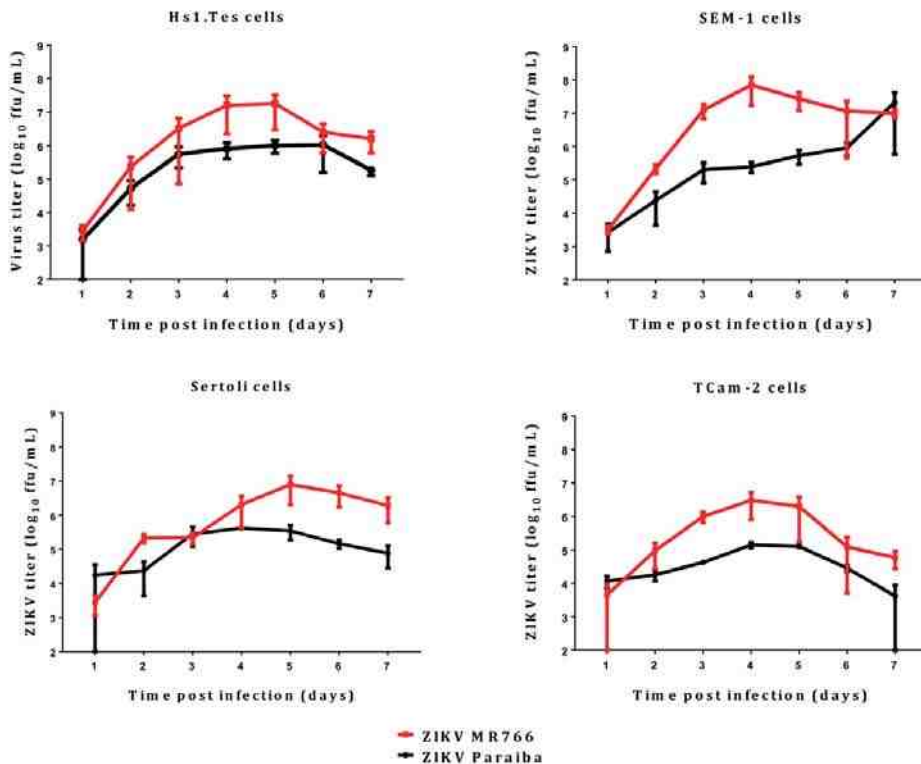 Hs1.Tes cells
Virus titer (log10 ffu/mL)
9
8
7
6
5
4
3
2
1 2 3 4 5 6 7
Time post infection (days)
SEM-1 cells
ZIKV titer (log10 ffu/mL)
9
8
7
6
5
4
3
2
1 2 3 4 5 6 7
Time post infection (days)
Sertoli cells
ZIKV titer (log10 ffu/mL)
9
8
7
6
5
4
3
2
1 2 3 4 5 6 7
Time post infection (days)
TCam-2 cells
ZIKV titer (log10 ffu/mL)
9
8
7
6
5
4
3
2
1 2 3 4 5 6 7
Time post infection (days)
ZIKV MR766
ZIKV Paraiba